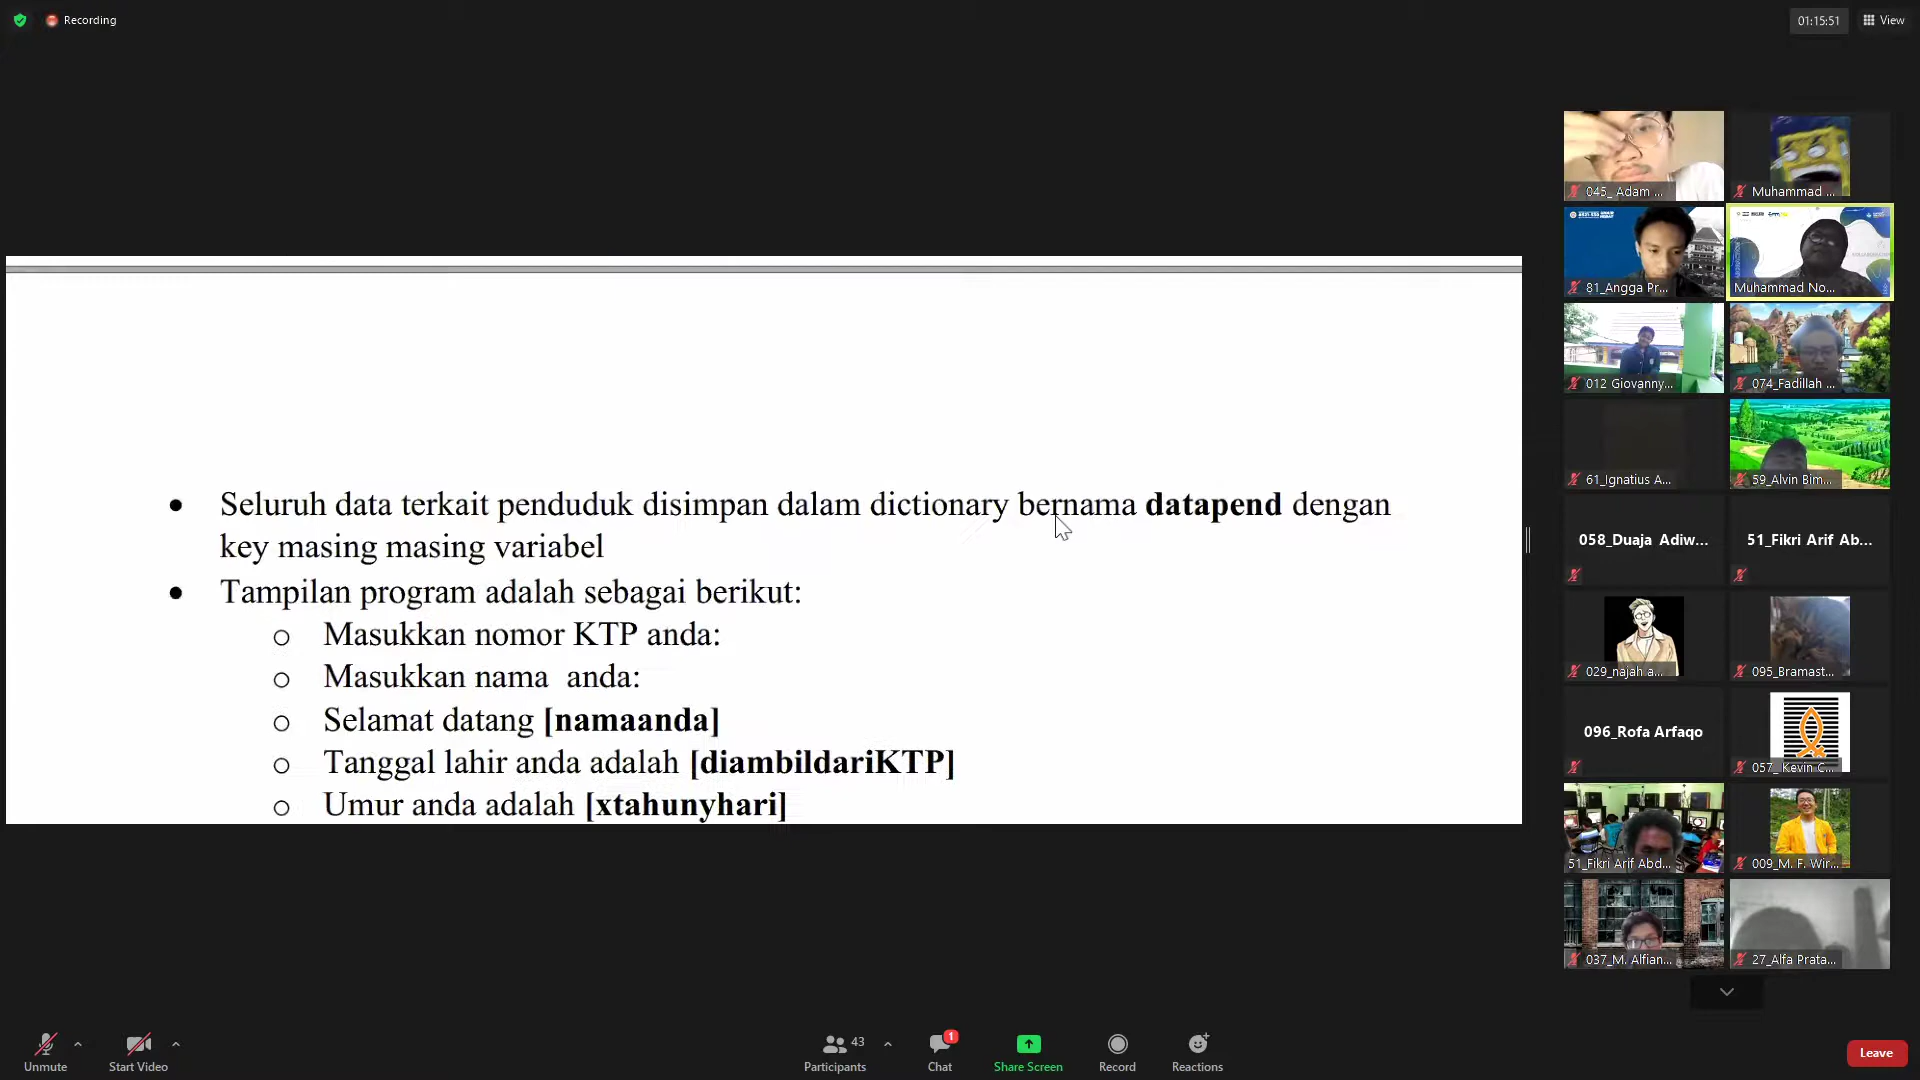 Recording
01:15:51
View
Seluruh data terkait penduduk disimpan dalam dictionary bernama datapend dengan
key masing masing variabel
Tampilan program adalah sebagai berikut:
Masukkan nomor KTP anda:
Masukkan nama anda:
Selamat datang [namaanda]
Tanggal lahir anda adalah [diambildariKTP]
Umur anda adalah [xtahunyhari]
045_ Adam ...
Muhammad ...
81_Angga Pr...
Muhammad No...
012 Giovanny...
074_Fadillah ...
61_Ignatius A...
59_Alvin Bim...
058_Duaja Adiw...
51_Fikri Arif Ab...
029_najah a...
095_Bramast...
096_Rofa Arfaqo
057_ Kevin C...
51_Fikri Arif Abd...
009_M. F. Wir...
037_M. Alfian...
27_Alfa Prata...
Unmute
Start Video
43
Participants
1
Chat
Share Screen
Record
Reactions
Leave